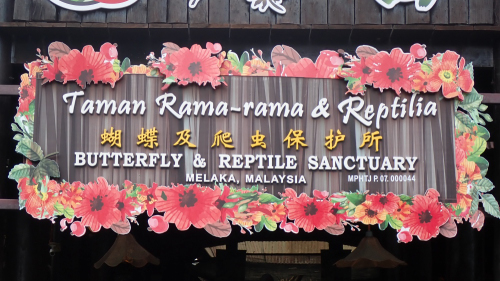 Taman Rama-rama & Reptilia
蝴蝶及爬虫保护所
BUTTERFLY & REPTILE SANCTUARY
MELAKA, MALAYSIA
MPHTJ P. 07. 000044